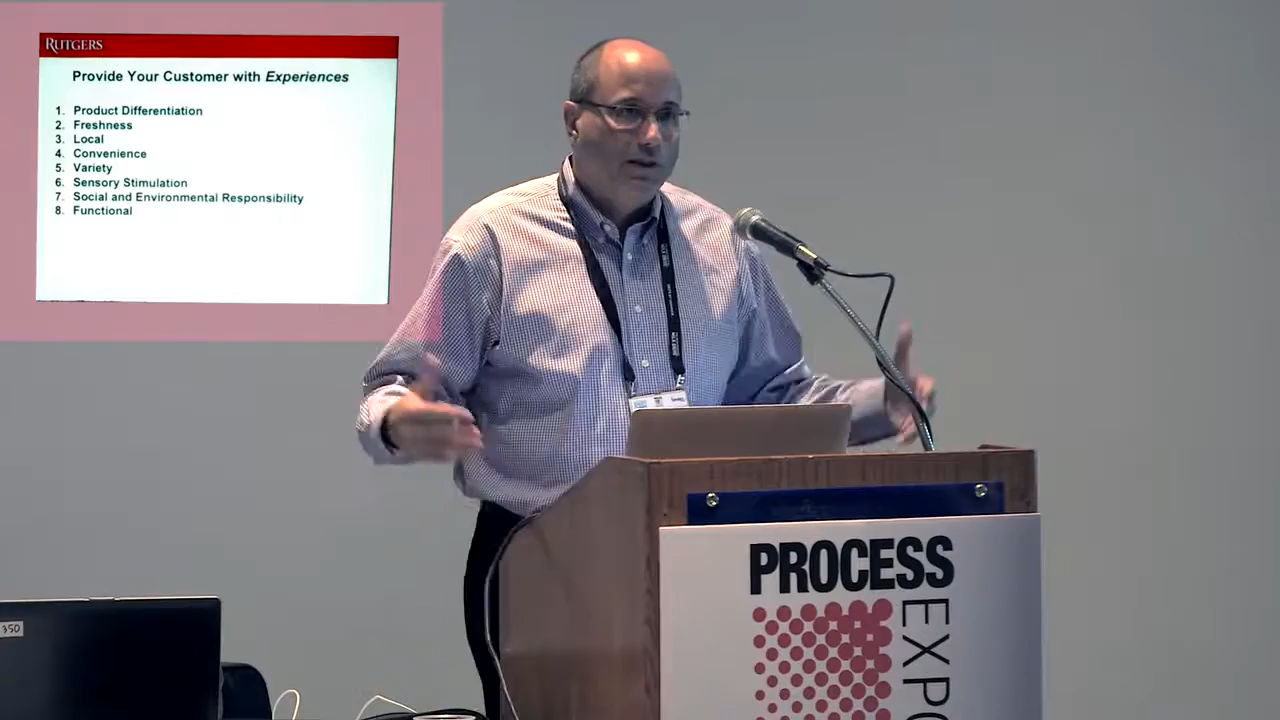 RUTGERS
Provide Your Customer with Experiences
1. Product Differentiation
2. Freshness
3. Local
4. Convenience
5. Variety
6. Sensory Stimulation
7. Social and Environmental Responsibility
8. Functional
350
PROCESS
EXPO